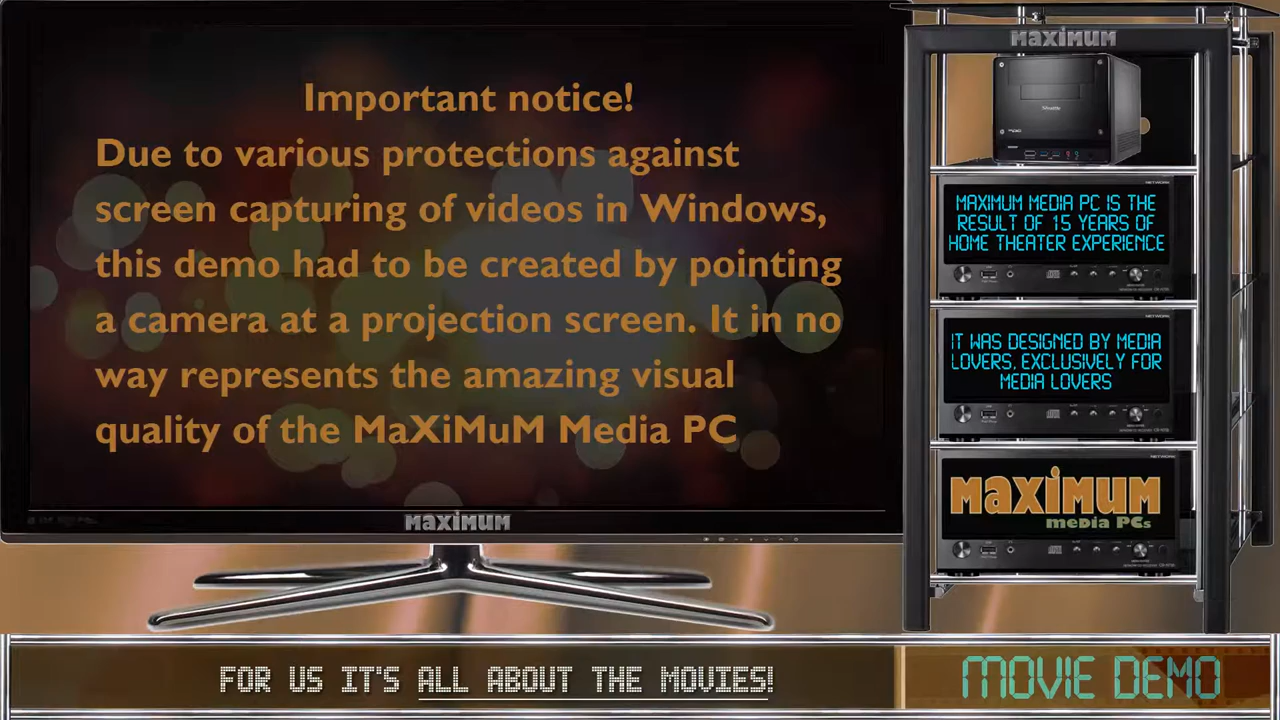 Important notice!
Due to various protections against
screen capturing of videos in Windows,
this demo had to be created by pointing
a camera at a projection screen. It in no
way represents the amazing visual
quality of the MaXiMuM Media PC
MaXiMUM
MaXiMUM
Shuttle
NETWORK
MAXIMUM MEDIA PC IS THE
RESULT OF 15 YEARS OF
HOME THEATER EXPERIENCE
NETWORK
IT WAS DESIGNED BY MEDIA
LOVERS, EXCLUSIVELY FOR
MEDIA LOVERS
NETWORK
MaXiMUM
meDia PCs
FOR US IT'S ALL ABOUT THE MOVIES!
MOVIE DEMO